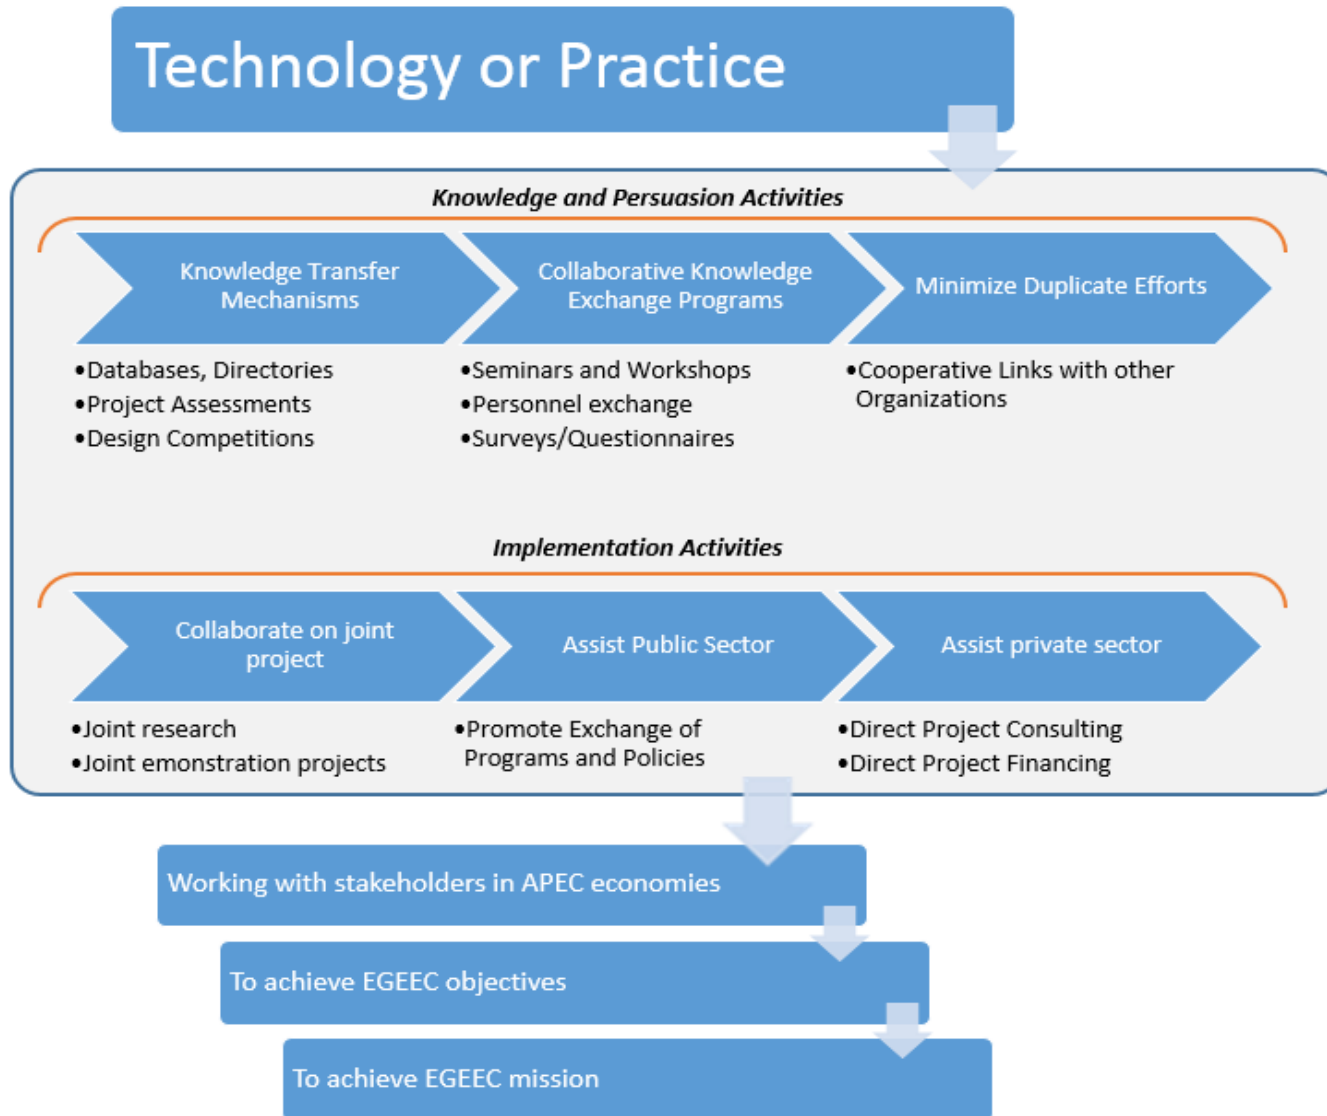 Technology or Practice
Knowledge and Persuasion Activities
Knowledge Transfer
Mechanisms
Collaborative Knowledge
Exchange Programs
Minimize Duplicate Efforts
•Databases, Directories
•Project Assessments
•Design Competitions
•Seminars and Workshops
•Personnel exchange
•Surveys/Questionnaires
•Cooperative Links with other
Organizations
Implementation Activities
Collaborate on joint
project
Assist Public Sector
Assist private sector
•Joint research
•Joint emonstration projects
•Promote Exchange of
Programs and Policies
•Direct Project Consulting
•Direct Project Financing
Working with stakeholders in APEC economies
To achieve EGEEC objectives
To achieve EGEEC mission